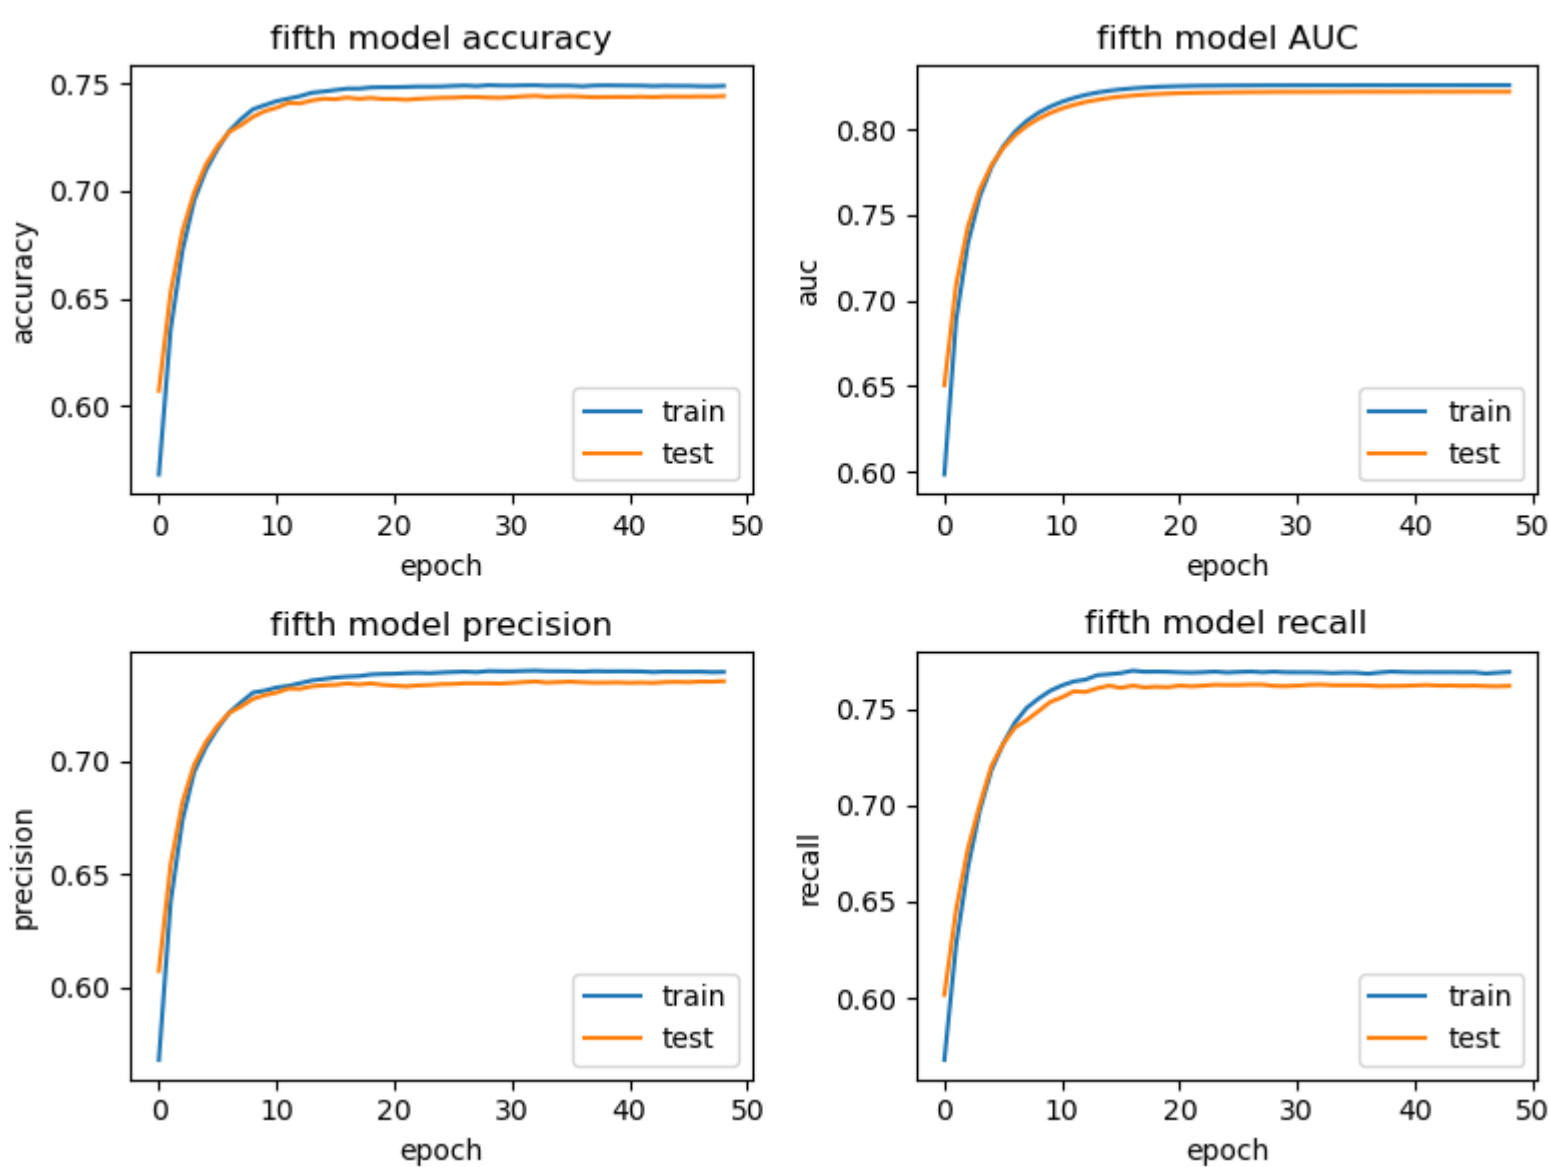 fifth model accuracy
0.75
0.70
0.65
0.60
accuracy
train
test
0 10 20 30 40 50
epoch
fifth model AUC
0.80
0.75
0.70
0.65
0.60
auc
train
test
0 10 20 30 40 50
epoch
fifth model precision
0.70
0.65
0.60
precision
train
test
0 10 20 30 40 50
epoch
fifth model recall
0.75
0.70
0.65
0.60
recall
train
test
0 10 20 30 40 50
epoch